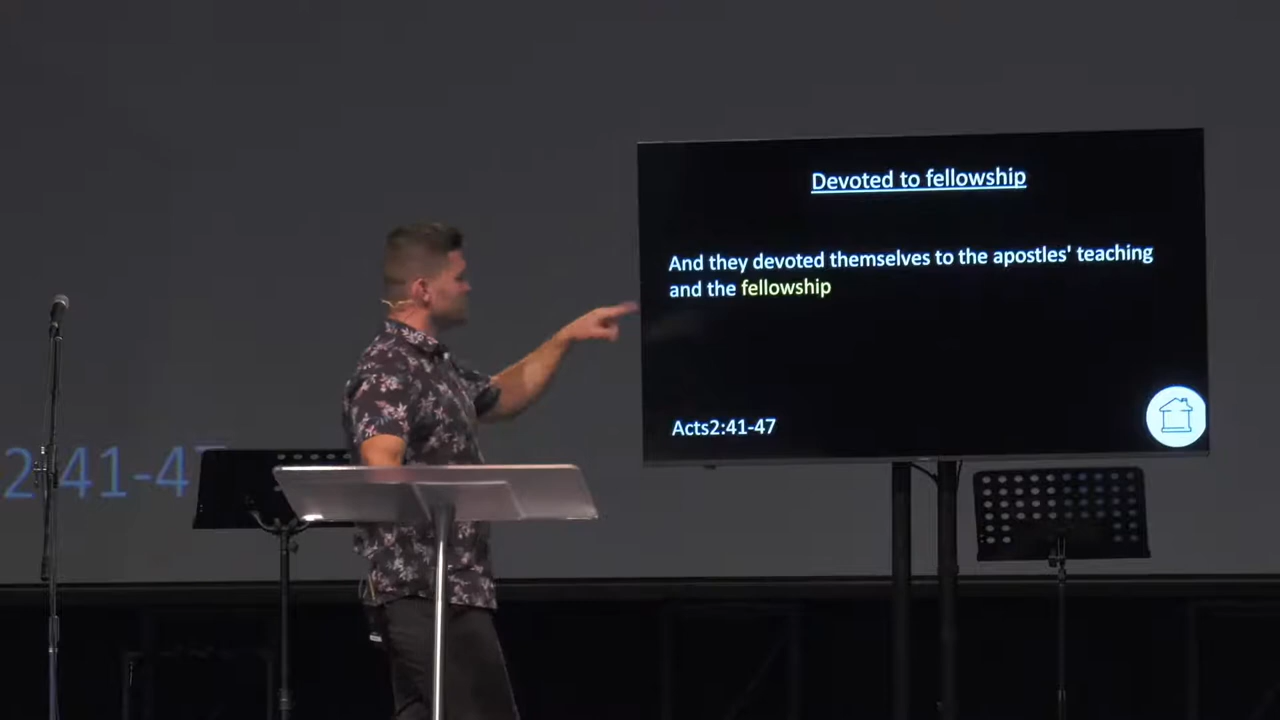 Devoted to fellowship
And they devoted themselves to the apostles' teaching
and the fellowship
Acts2:41-47
2:41-47